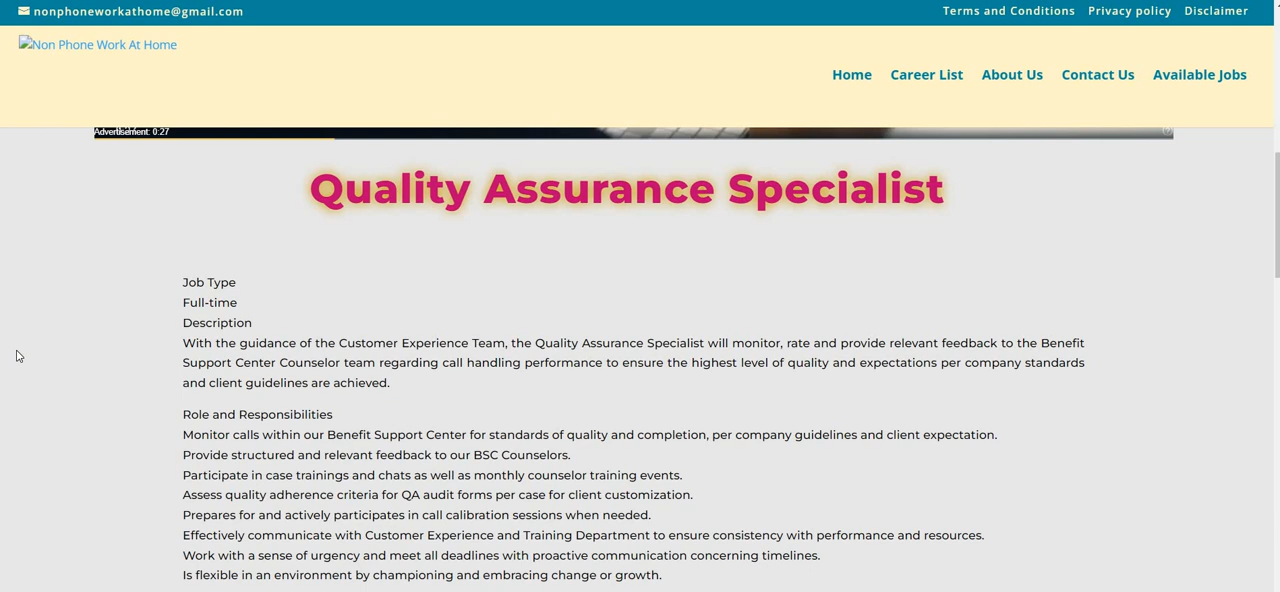 nonphoneworkathome@gmail.com
Terms and Conditions Privacy policy Disclaimer
Non Phone Work At Home
Home Career List About Us Contact Us Available Jobs
Advertisement: 0:27
Quality Assurance Specialist
Job Type
Full-time
Description
With the guidance of the Customer Experience Team, the Quality Assurance Specialist will monitor, rate and provide relevant feedback to the Benefit
Support Center Counselor team regarding call handling performance to ensure the highest level of quality and expectations per company standards
and client guidelines are achieved.
Role and Responsibilities
Monitor calls within our Benefit Support Center for standards of quality and completion, per company guidelines and client expectation.
Provide structured and relevant feedback to our BSC Counselors.
Participate in case trainings and chats as well as monthly counselor training events.
Assess quality adherence criteria for QA audit forms per case for client customization.
Prepares for and actively participates in call calibration sessions when needed.
Effectively communicate with Customer Experience and Training Department to ensure consistency with performance and resources.
Work with a sense of urgency and meet all deadlines with proactive communication concerning timelines.
Is flexible in an environment by championing and embracing change or growth.